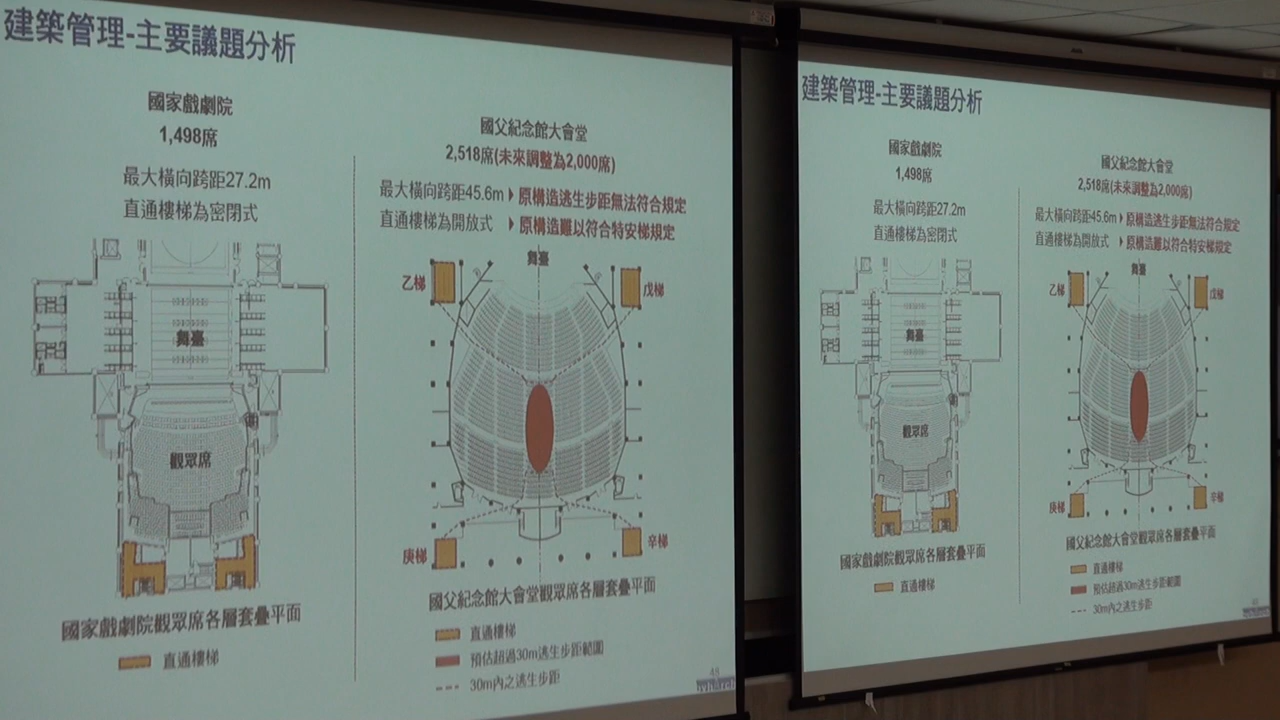 建築管理-主要議題分析
國家戲劇院
1,498席
最大橫向跨距27.2m
直通樓梯為密閉式
舞臺
觀眾席
國家戲劇院觀眾席各層套疊平面
直通樓梯
國父紀念館大會堂
2,518席(未來調整為2,000席)
最大橫向跨距45.6m 原構造逃生步距無法符合規定
直通樓梯為開放式 原構造難以符合特安梯規定
舞臺
乙梯
戊梯
庚梯
辛梯
國父紀念館大會堂觀眾席各層套疊平面
直通樓梯
預估超過30m逃生步距範圍
30m內之逃生步距
48
建築管理-主要議題分析
國家戲劇院
1,498席
最大橫向跨距27.2m
直通樓梯為密閉式
舞臺
觀眾席
國家戲劇院觀眾席各層套疊平面
直通樓梯
國父紀念館大會堂
2,518席(未來調整為2,000席)
最大橫向跨距45.6m 原構造逃生步距無法符合規定
直通樓梯為開放式 原構造難以符合特安梯規定
舞臺
乙梯
戊梯
庚梯
辛梯
國父紀念館大會堂觀眾席各層套疊平面
直通樓梯
預估超過30m逃生步距範圍
30m內之逃生步距